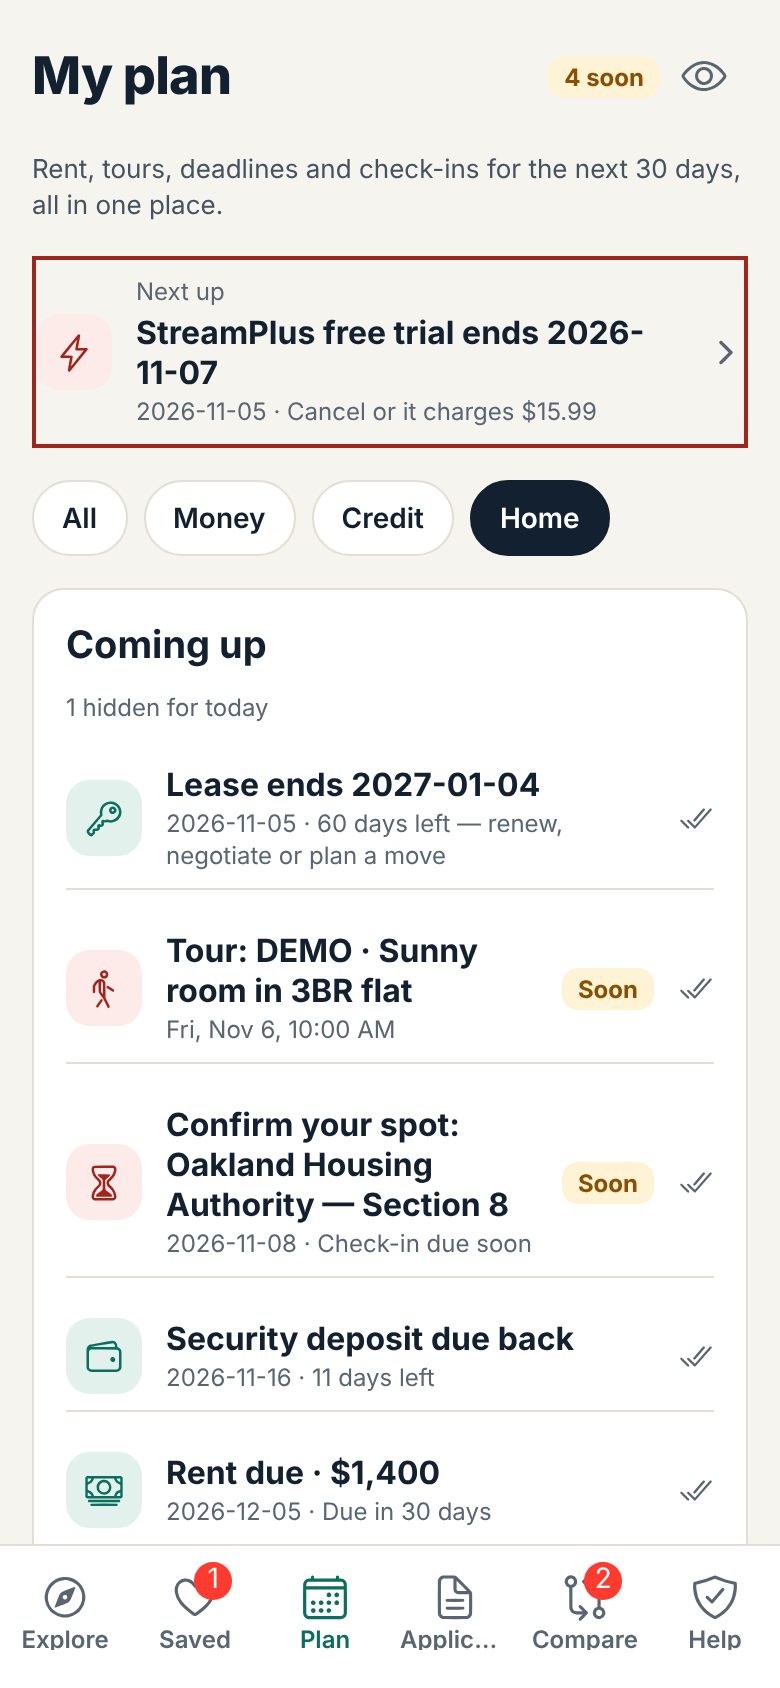 My plan
4 soon
Rent, tours, deadlines and check-ins for the next 30 days,
all in one place.
Next up
StreamPlus free trial ends 2026-
11-07
2026-11-05 · Cancel or it charges $15.99
All
Money
Credit
Home
Coming up
1 hidden for today
Lease ends 2027-01-04
2026-11-05 · 60 days left — renew,
negotiate or plan a move
Tour: DEMO · Sunny
room in 3BR flat
Soon
Fri, Nov 6, 10:00 AM
Confirm your spot:
Oakland Housing
Authority — Section 8
Soon
2026-11-08 · Check-in due soon
Security deposit due back
2026-11-16 · 11 days left
Rent due · $1,400
2026-12-05 · Due in 30 days
1
2
Explore
Saved
Plan
Applic...
Compare
Help